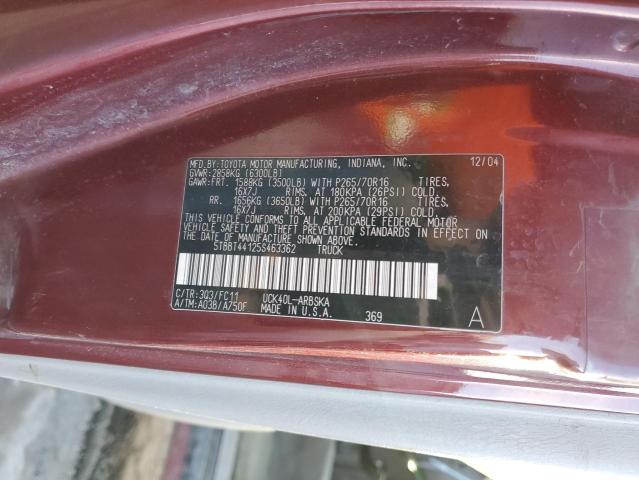 MFD.BY:TOYOTA MOTOR MANUFACTURING, INDIANA, INC. 12/04
GVWR:2858KG (6300LB)
GAWR:FRT. 1588KG (3500LB) WITH P265/70R16 TIRES,
16X7J RIMS, AT 180KPA (26PSI) COLD.
RR. 1656KG (3650LB) WITH P265/70R16 TIRES,
16X7J RIMS, AT 200KPA (29PSI) COLD.
THIS VEHICLE CONFORMS TO ALL APPLICABLE FEDERAL MOTOR
VEHICLE SAFETY AND THEFT PREVENTION STANDARDS IN EFFECT ON
THE DATE OF MANUFACTURE SHOWN ABOVE.
5TBBT44125S463362 TRUCK
C/TR:3Q3/FC11 UCK40L-ARBSKA
A/TM:A03B/A750F MADE IN U.S.A. 369 A